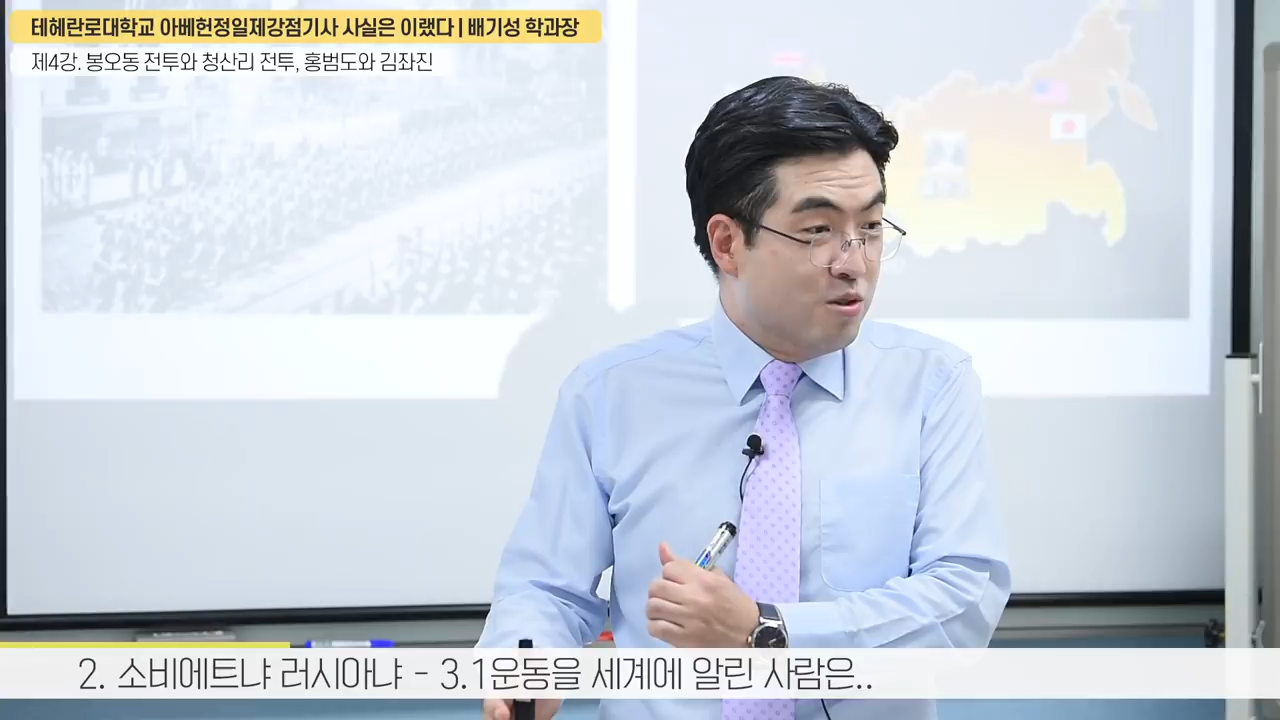 테헤란로대학교 아베헌정일제강점기사 사실은 이랬다 | 배기성 학과장
제4강. 봉오동 전투와 청산리 전투, 홍범도와 김좌진
2. 소비에트냐 러시아냐 - 3.1운동을 세계에 알린 사람은..